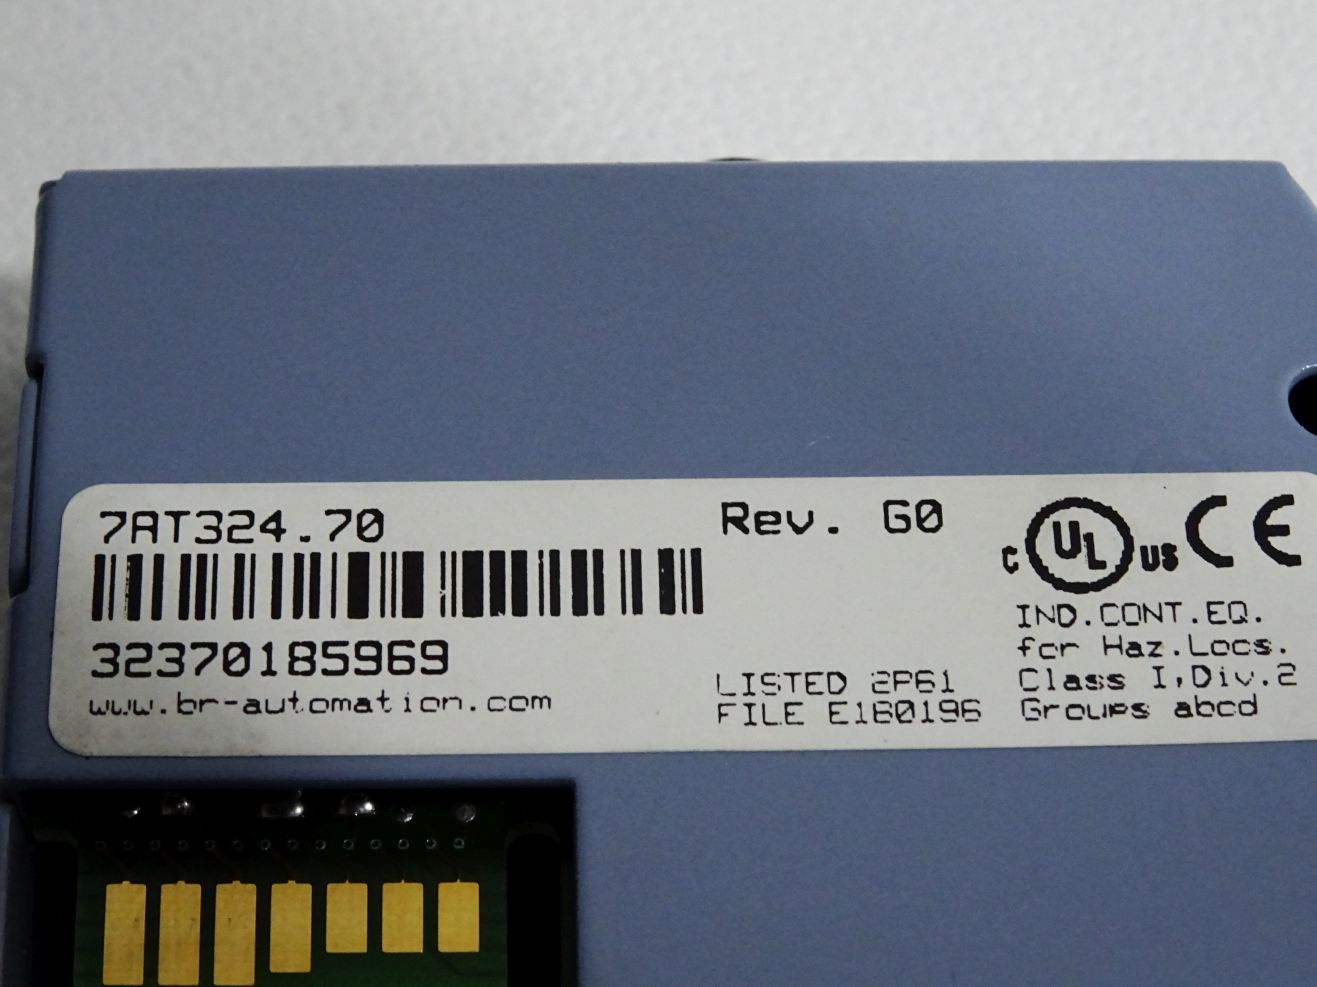 7AT324.70
Rev. G0
32370185969
www.br-automation.com
LISTED 2P61
FILE E160196
C UL US CE
IND.CONT.EQ.
for Haz.Locs.
Class I,Div.2
Groups abcd